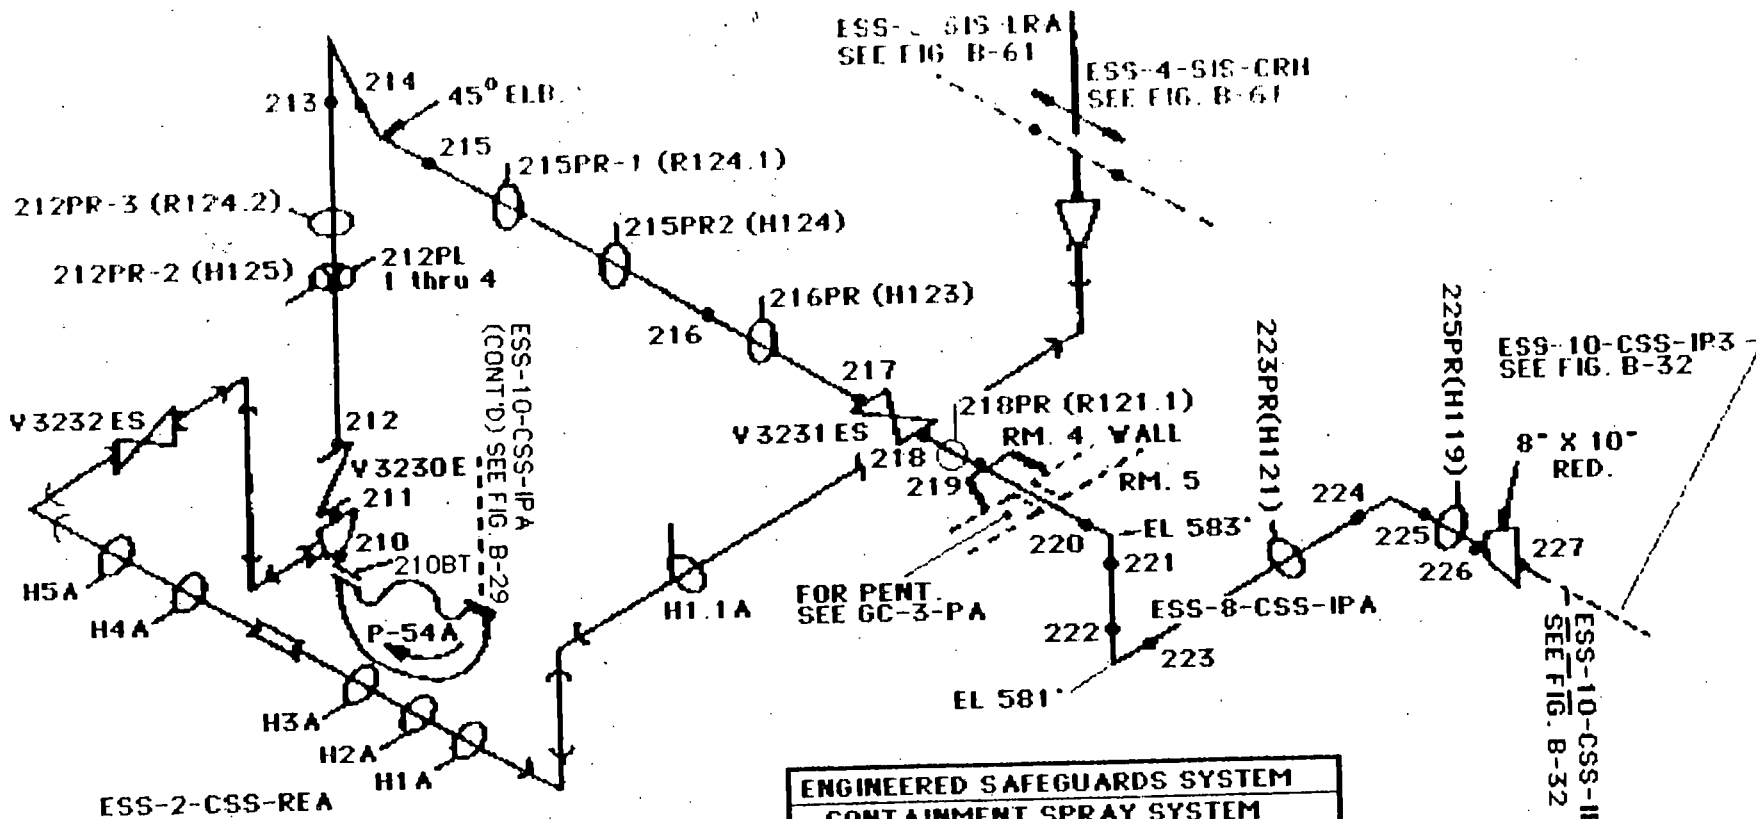 SIS-LRA
SEE FIG. B-61
ESS-4-SIS-CRH
SEE FIG. B-61
214
45° ELB.
213
215
215PR-1 (R124.1)
212PR-3 (R124.2)
215PR2 (H124)
212PR-2 (H125)
212PL
1 thru 4
216PR (H123)
216
ESS-10-CSS-IPA
(CONT'D) SEE FIG. B-29
217
218PR (R121.1)
V3231ES
218
RM. 4, WALL
RM. 5
219
223PR(H121)
225PR(H119)
ESS-10-CSS-IP3
SEE FIG. B-32
8" X 10"
RED.
V3232ES
212
V3230E
211
210
210BT
224
225
226
227
220
EL 583'
221
H5A
H4A
P-54A
H1.1A
FOR PENT.
SEE GC-3-PA
ESS-8-CSS-IPA
222
223
EL 581'
H3A
H2A
H1A
ESS-10-CSS-
SEE FIG. B-32
ESS-2-CSS-REA
ENGINEERED SAFEGUARDS SYSTEM
CONTAINMENT SPRAY SYSTEM